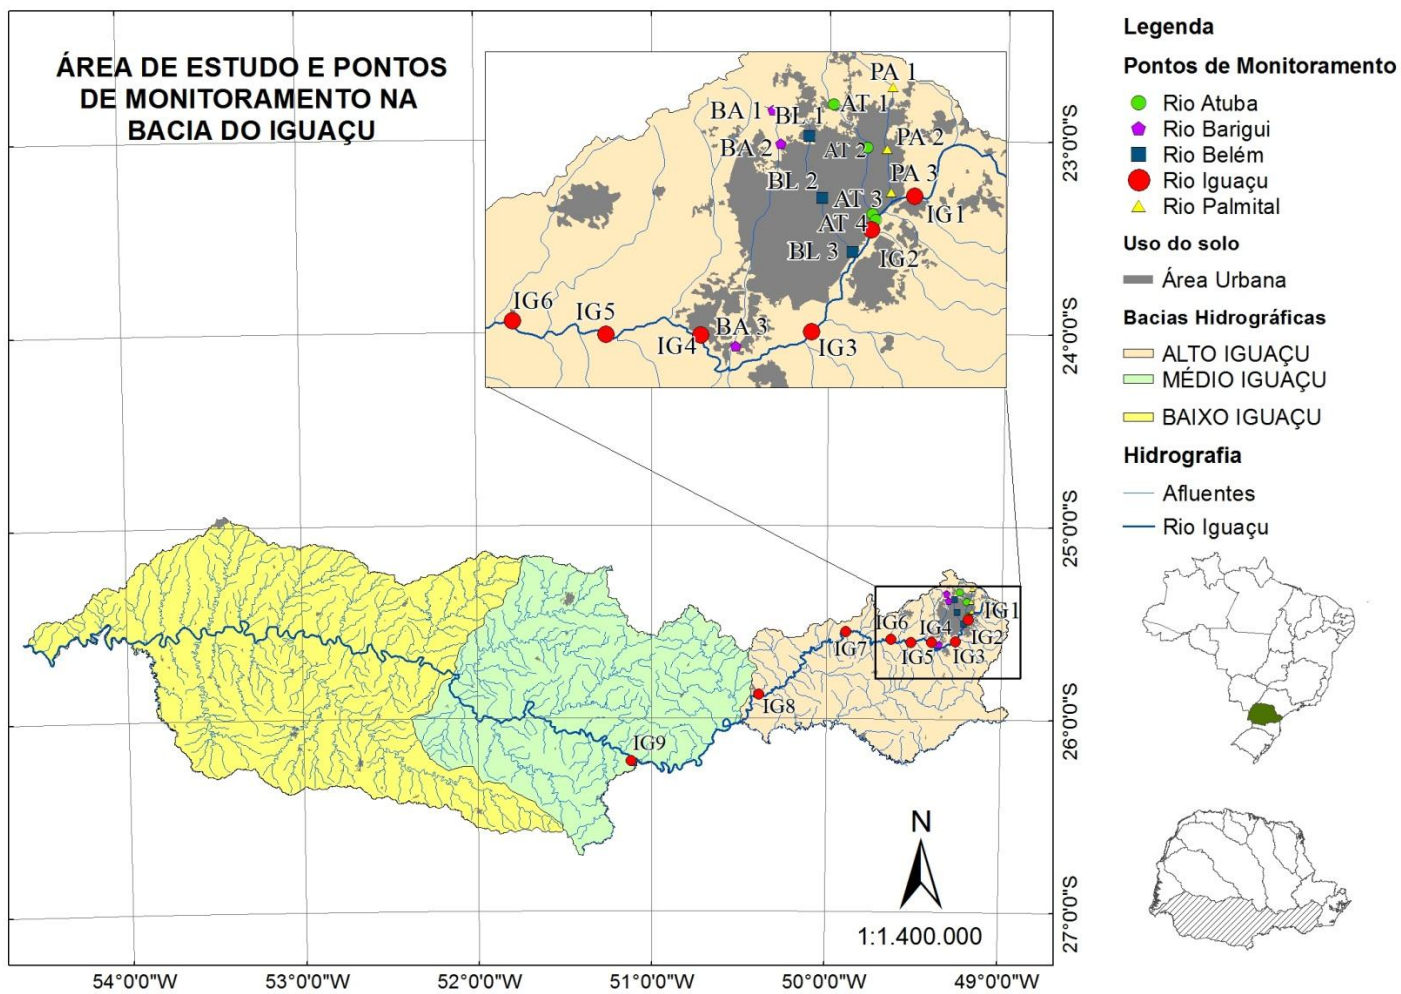 ÁREA DE ESTUDO E PONTOS
DE MONITORAMENTO NA
BACIA DO IGUAÇU
PA 1
BA 1
BL 1
AT 1
BA 2
AT 2
PA 2
BL 2
PA 3
AT 3
IG1
AT 4
BL 3
IG2
IG6
IG5
BA 3
IG4
IG3
23°0'0"S
24°0'0"S
25°0'0"S
26°0'0"S
27°0'0"S
IG6
IG4
IG1
IG7
IG5
IG3
IG2
IG8
IG9
N
1:1.400.000
54°0'0"W
53°0'0"W
52°0'0"W
51°0'0"W
50°0'0"W
49°0'0"W
Legenda
Pontos de Monitoramento
Rio Atuba
Rio Barigui
Rio Belém
Rio Iguaçu
Rio Palmital
Uso do solo
Área Urbana
Bacias Hidrográficas
ALTO IGUAÇU
MÉDIO IGUAÇU
BAIXO IGUAÇU
Hidrografia
Afluentes
Rio Iguaçu